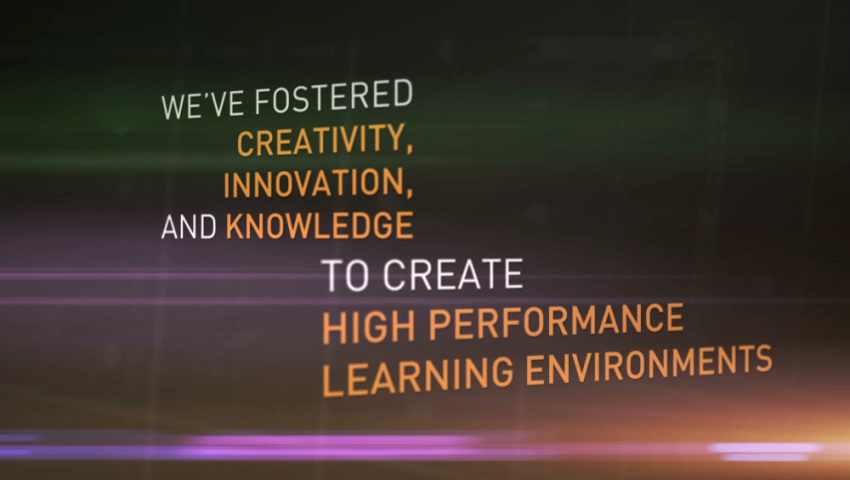 WE'VE FOSTERED
CREATIVITY,
INNOVATION,
AND KNOWLEDGE
TO CREATE
HIGH PERFORMANCE
LEARNING ENVIRONMENTS